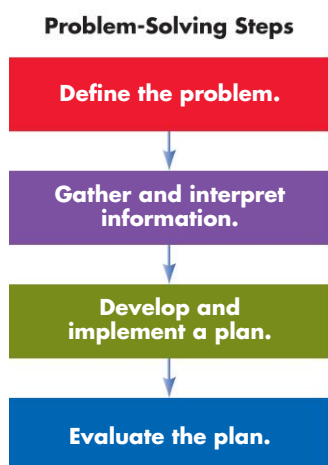 Problem-Solving Steps
Define the problem.
Gather and interpret
information.
Develop and
implement a plan.
Evaluate the plan.